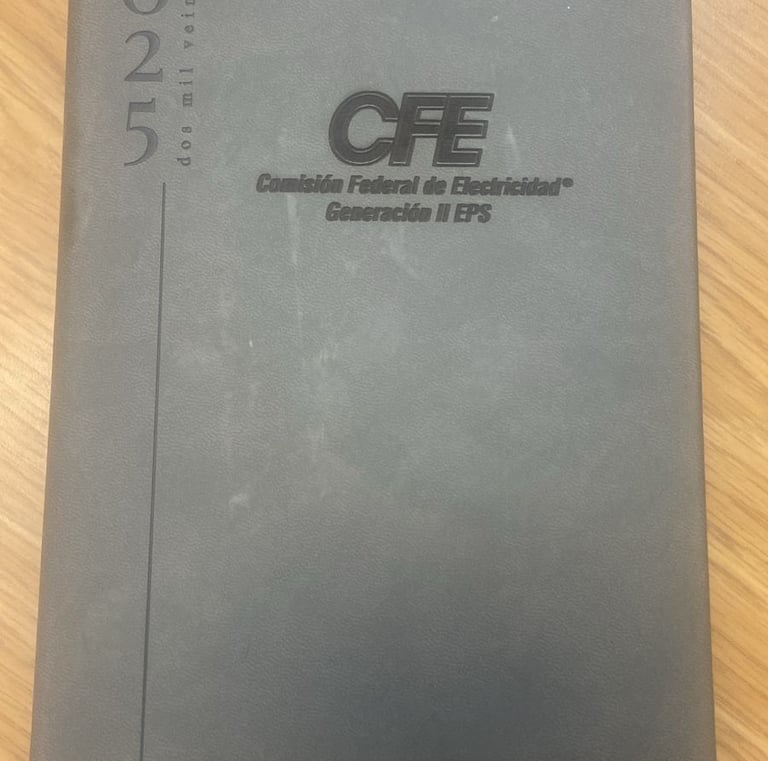 25
dos mil
CFE
Comisión Federal de Electricidad®
Generación II EPS